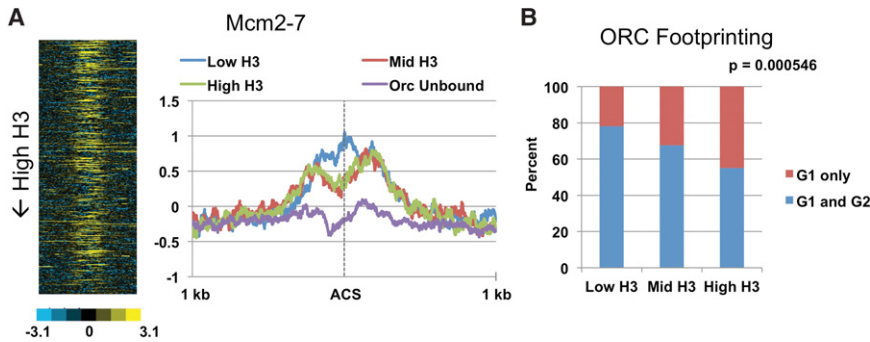 A
Mcm2-7
Low H3
Mid H3
High H3
Orc Unbound
← High H3
1.5
1
0.5
0
-0.5
-1
1 kb
ACS
1 kb
-3.1
0
3.1
B
ORC Footprinting
p = 0.000546
Percent
100
80
60
40
20
0
Low H3
Mid H3
High H3
G1 only
G1 and G2